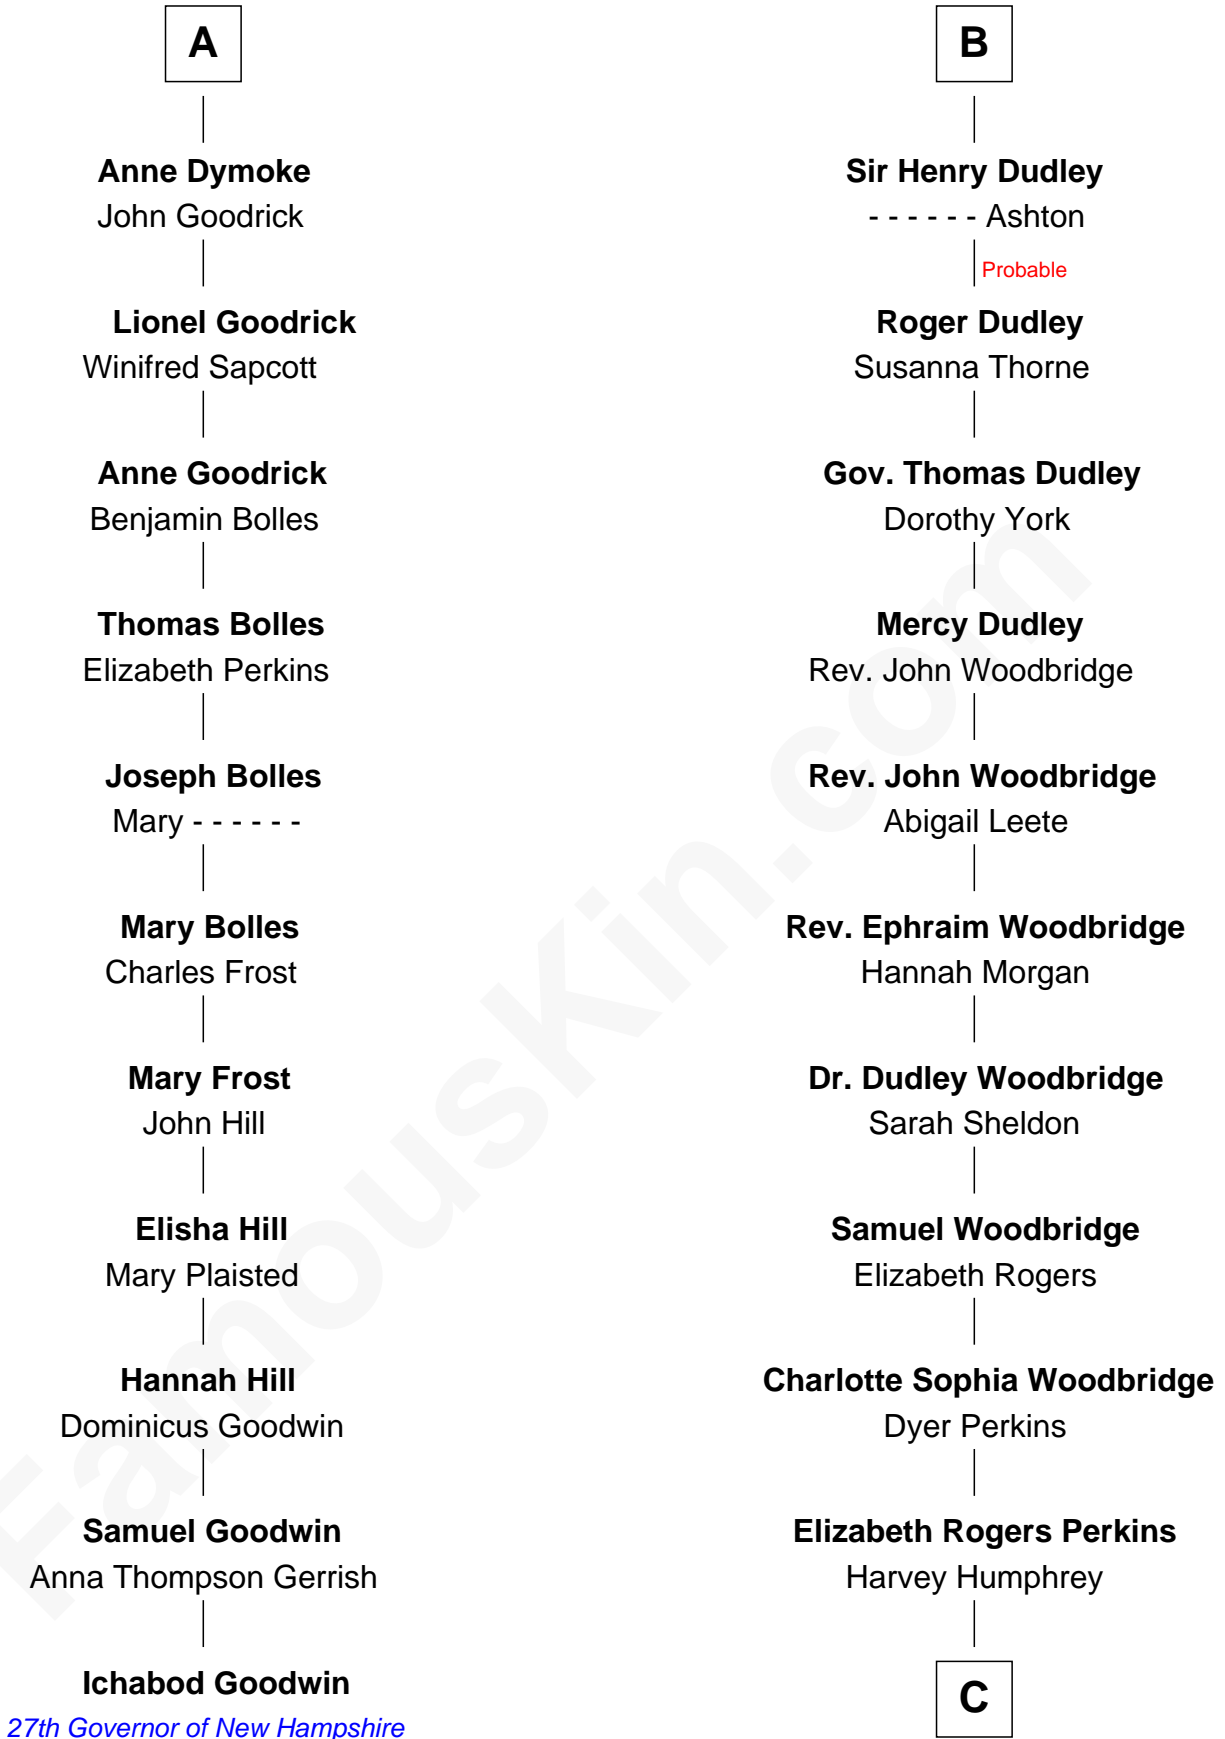 A
Anne Dymoke
John Goodrick
Lionel Goodrick
Winifred Sapcott
Anne Goodrick
Benjamin Bolles
Thomas Bolles
Elizabeth Perkins
Joseph Bolles
Mary - - - - - -
Mary Bolles
Charles Frost
Mary Frost
John Hill
Elisha Hill
Mary Plaisted
Hannah Hill
Dominicus Goodwin
Samuel Goodwin
Anna Thompson Gerrish
Ichabod Goodwin
27th Governor of New Hampshire
B
Sir Henry Dudley
- - - - - - Ashton
Probable
Roger Dudley
Susanna Thorne
Gov. Thomas Dudley
Dorothy York
Mercy Dudley
Rev. John Woodbridge
Rev. John Woodbridge
Abigail Leete
Rev. Ephraim Woodbridge
Hannah Morgan
Dr. Dudley Woodbridge
Sarah Sheldon
Samuel Woodbridge
Elizabeth Rogers
Charlotte Sophia Woodbridge
Dyer Perkins
Elizabeth Rogers Perkins
Harvey Humphrey
C
FamousKin.com